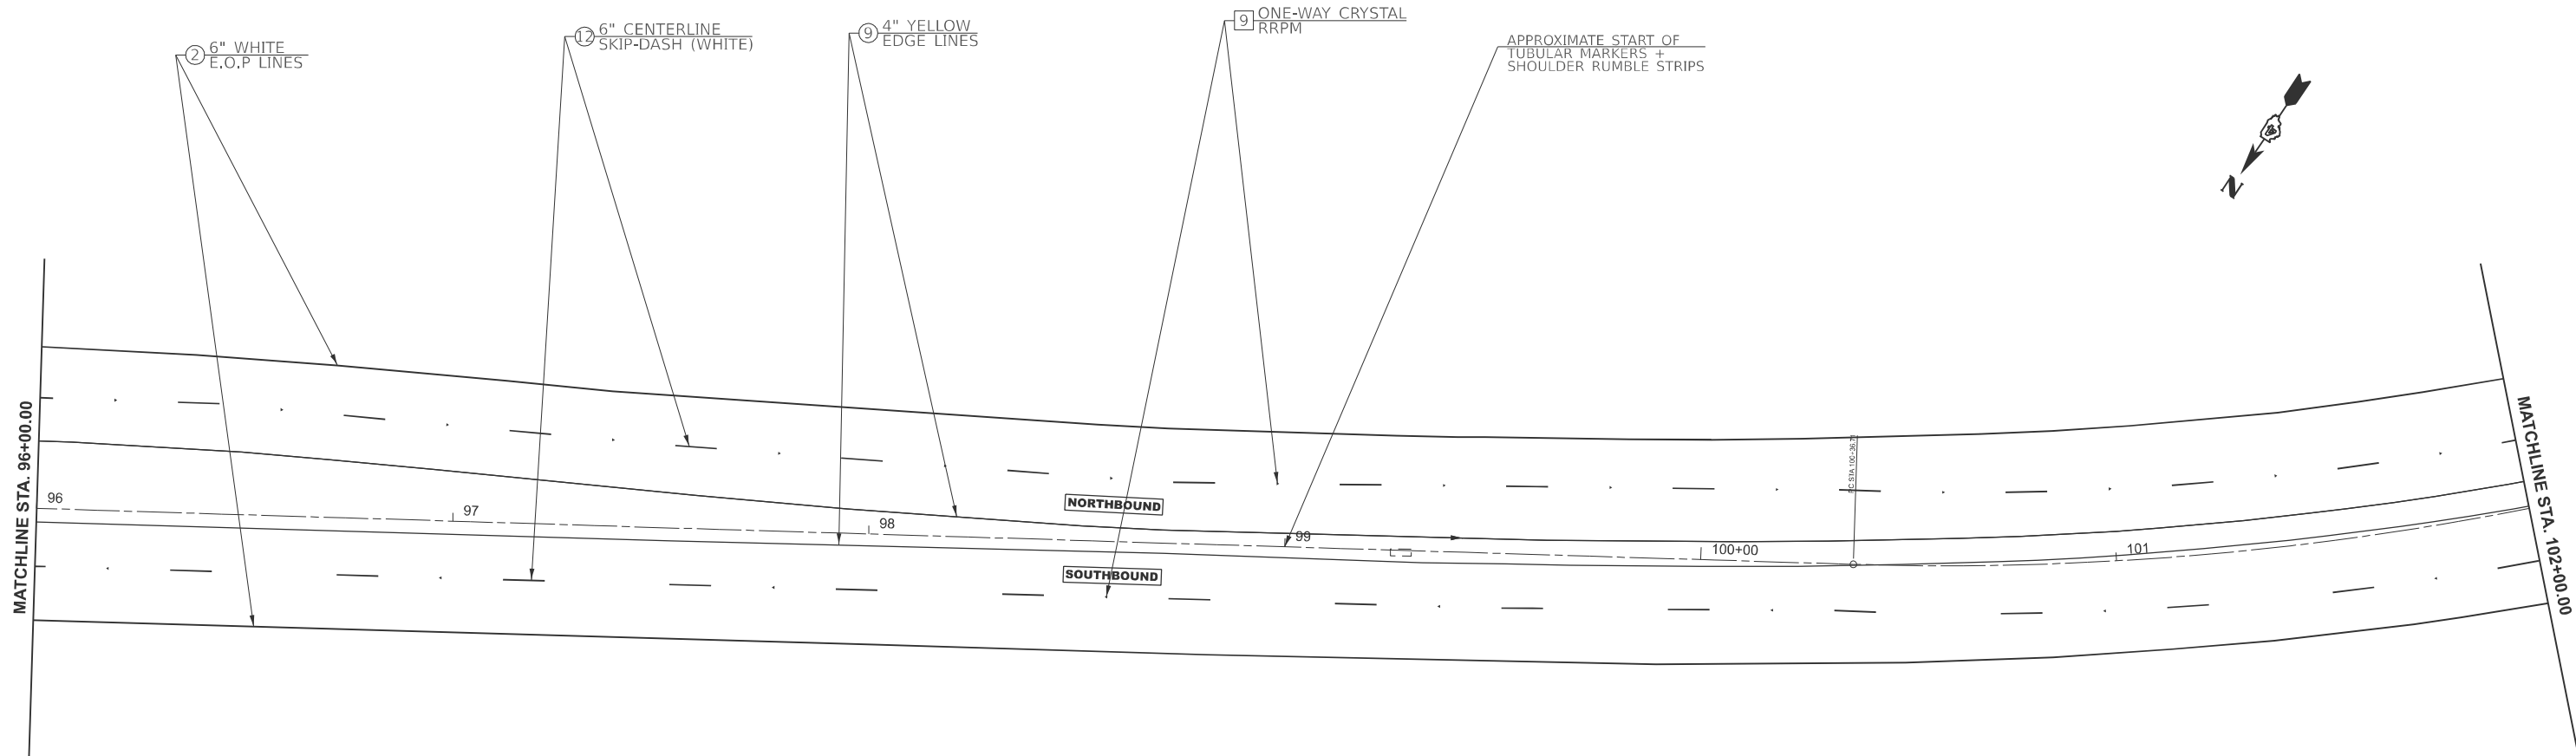 2 6" WHITE
E.O.P LINES
12 6" CENTERLINE
SKIP-DASH (WHITE)
9 4" YELLOW
EDGE LINES
9 ONE-WAY CRYSTAL
RRPM
APPROXIMATE START OF
TUBULAR MARKERS +
SHOULDER RUMBLE STRIPS
N
MATCHLINE STA. 96+00.00
96
97
98
99
100+00
101
NORTHBOUND
SOUTHBOUND
MATCHLINE STA. 102+00.00